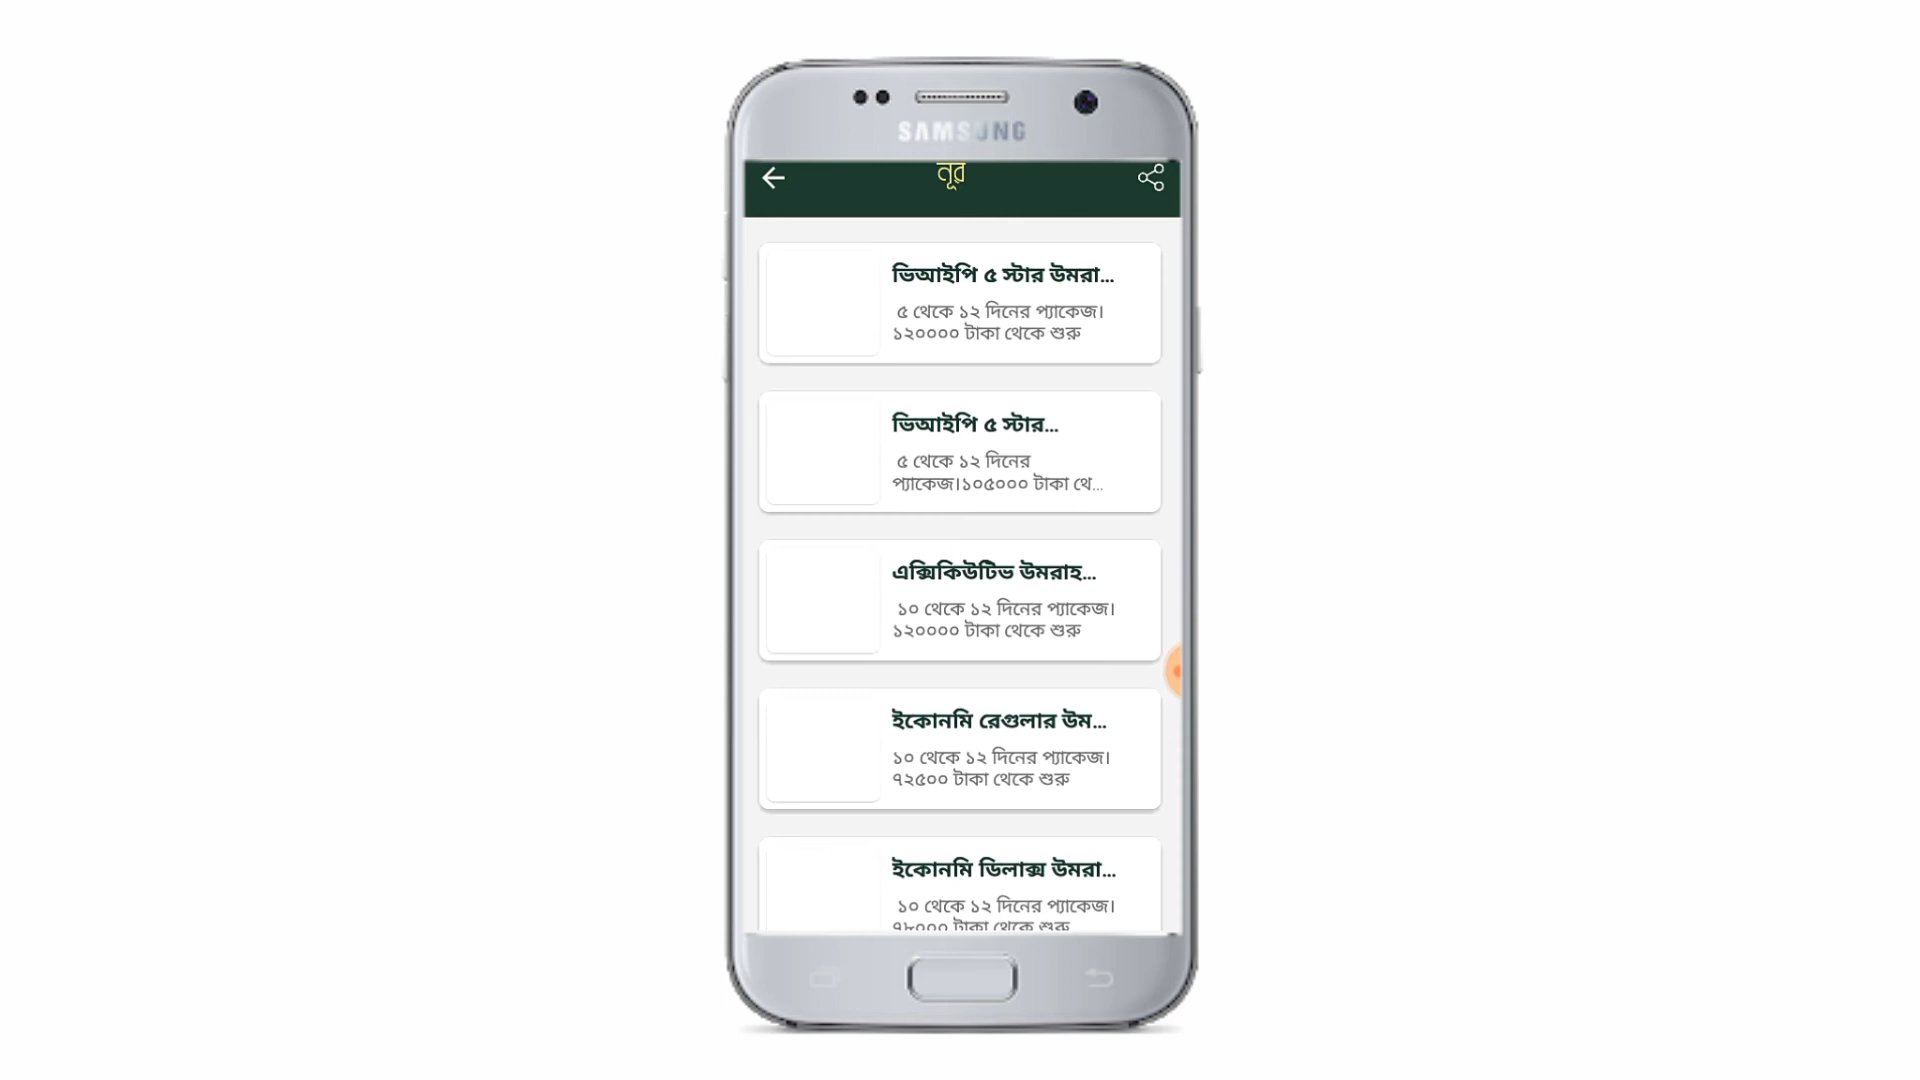 SAMSUNG
নূর
ভিআইপি ৫ স্টার উমরা...
৫ থেকে ১২ দিনের প্যাকেজ।
১২০০০০ টাকা থেকে শুরু
ভিআইপি ৫ স্টার...
৫ থেকে ১২ দিনের
প্যাকেজ।১০৫০০০ টাকা থে...
এক্সিকিউটিভ উমরাহ...
১০ থেকে ১২ দিনের প্যাকেজ।
১২০০০০ টাকা থেকে শুরু
ইকোনমি রেগুলার উম...
১০ থেকে ১২ দিনের প্যাকেজ।
৭২৫০০ টাকা থেকে শুরু
ইকোনমি ডিলাক্স উমরা...
১০ থেকে ১২ দিনের প্যাকেজ।
৭৮০০০ টাকা থেকে শুরু